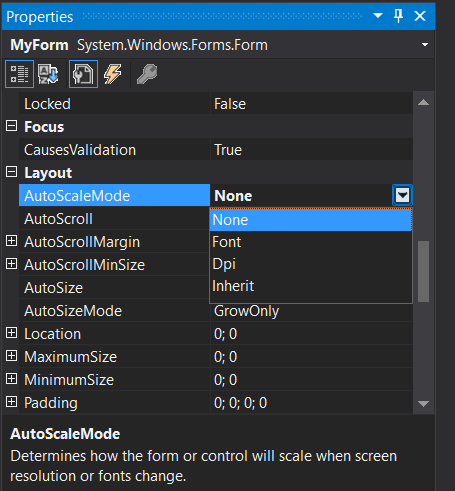 Properties
MyForm System.Windows.Forms.Form
Locked False
Focus
CausesValidation True
Layout
AutoScaleMode None
AutoScroll None
AutoScrollMargin Font
AutoScrollMinSize Dpi
AutoSize Inherit
AutoSizeMode GrowOnly
Location 0; 0
MaximumSize 0; 0
MinimumSize 0; 0
Padding 0; 0; 0; 0
AutoScaleMode
Determines how the form or control will scale when screen
resolution or fonts change.